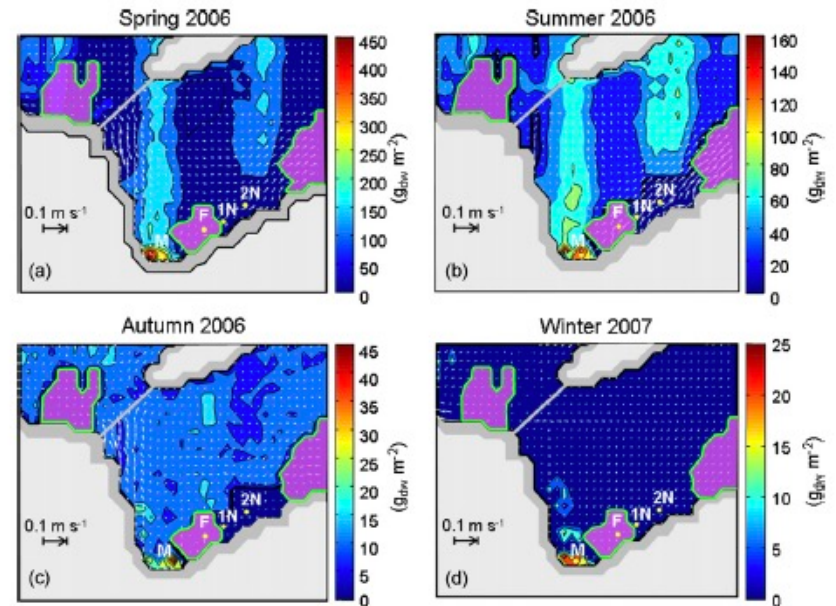 Spring 2006
Summer 2006
450
400
350
300
250
200
150
100
50
0
(g_dw m⁻²)
160
140
120
100
80
60
40
20
0
(g_dw m⁻²)
0.1 m s⁻¹
M
F
1N
2N
(a)
0.1 m s⁻¹
M
F
1N
2N
(b)
Autumn 2006
Winter 2007
45
40
35
30
25
20
15
10
5
0
(g_dw m⁻²)
25
20
15
10
5
0
(g_dw m⁻²)
0.1 m s⁻¹
M
F
1N
2N
(c)
0.1 m s⁻¹
M
F
1N
2N
(d)